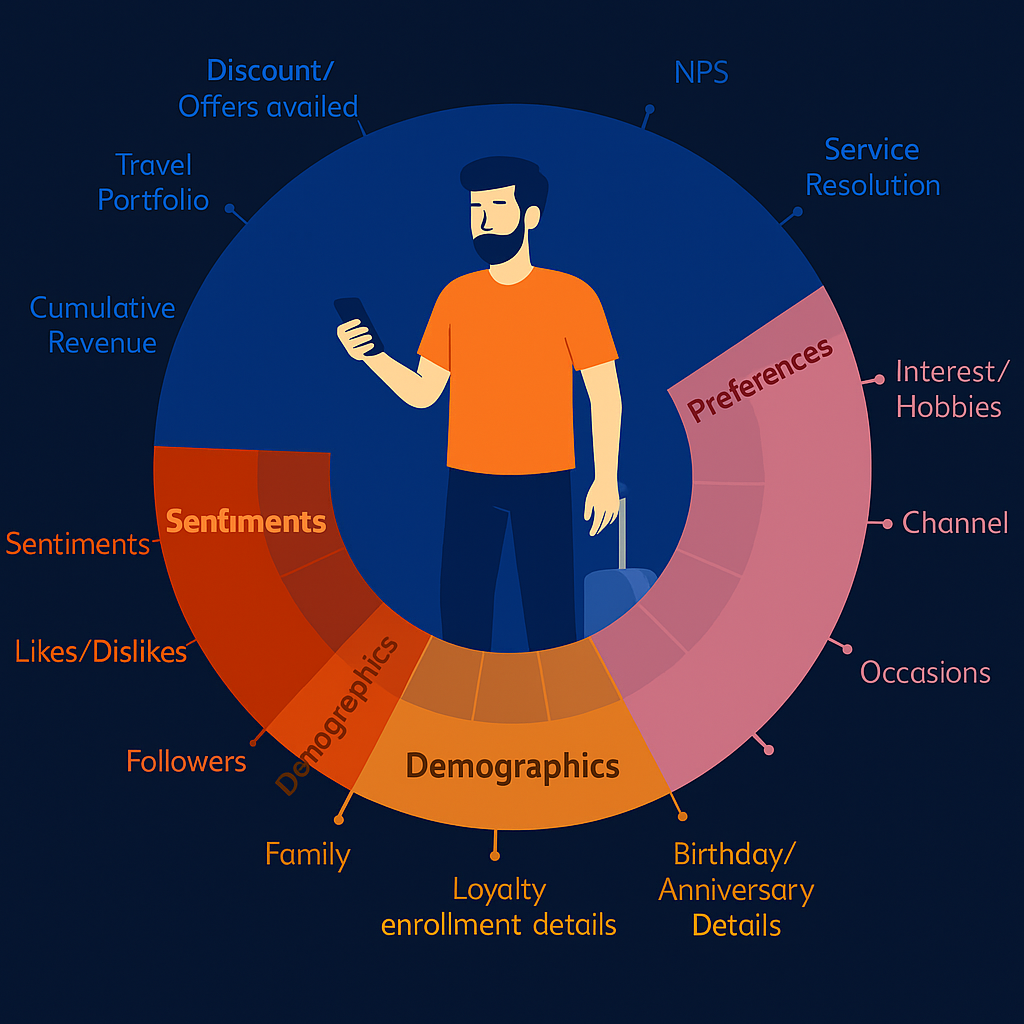 Discount/
Offers availed
NPS
Travel
Portfolio
Service
Resolution
Cumulative
Revenue
Preferences
Interest/
Hobbies
Sentiments
Channel
Sentiments
Likes/Dislikes
Occasions
Demogrephics
Followers
Demographics
Family
Loyalty
enrollment details
Birthday/
Anniversary
Details